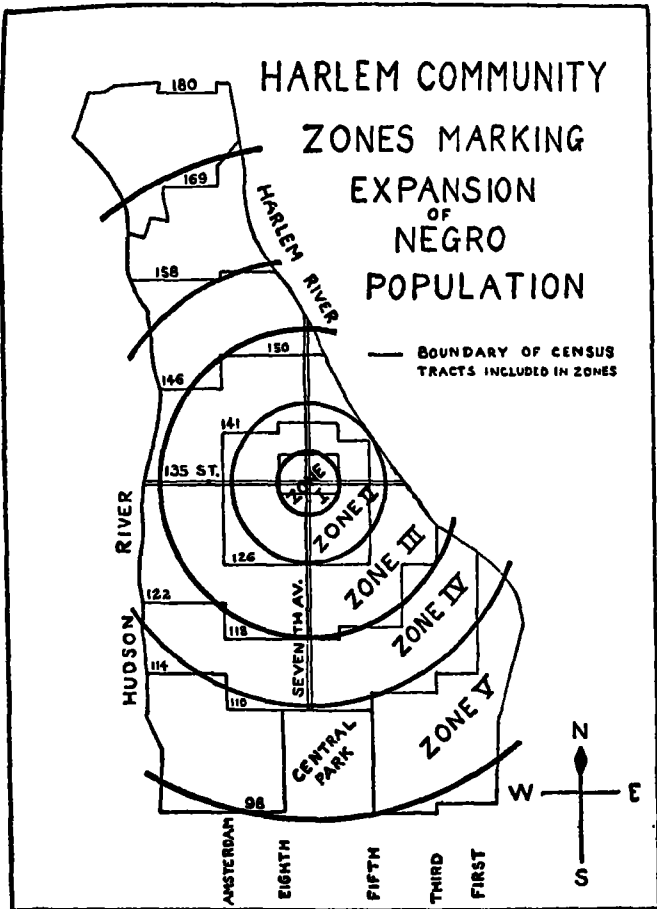 HARLEM COMMUNITY
ZONES MARKING
EXPANSION
OF
NEGRO
POPULATION
BOUNDARY OF CENSUS
TRACTS INCLUDED IN ZONES
180
169
HARLEM RIVER
158
150
146
141
135 ST.
ZONE I
ZONE II
126
ZONE III
122
118
ZONE IV
HUDSON RIVER
SEVENTH AV.
114
110
ZONE V
CENTRAL
PARK
98
N
W
E
S
AMSTERDAM
EIGHTH
FIFTH
THIRD
FIRST